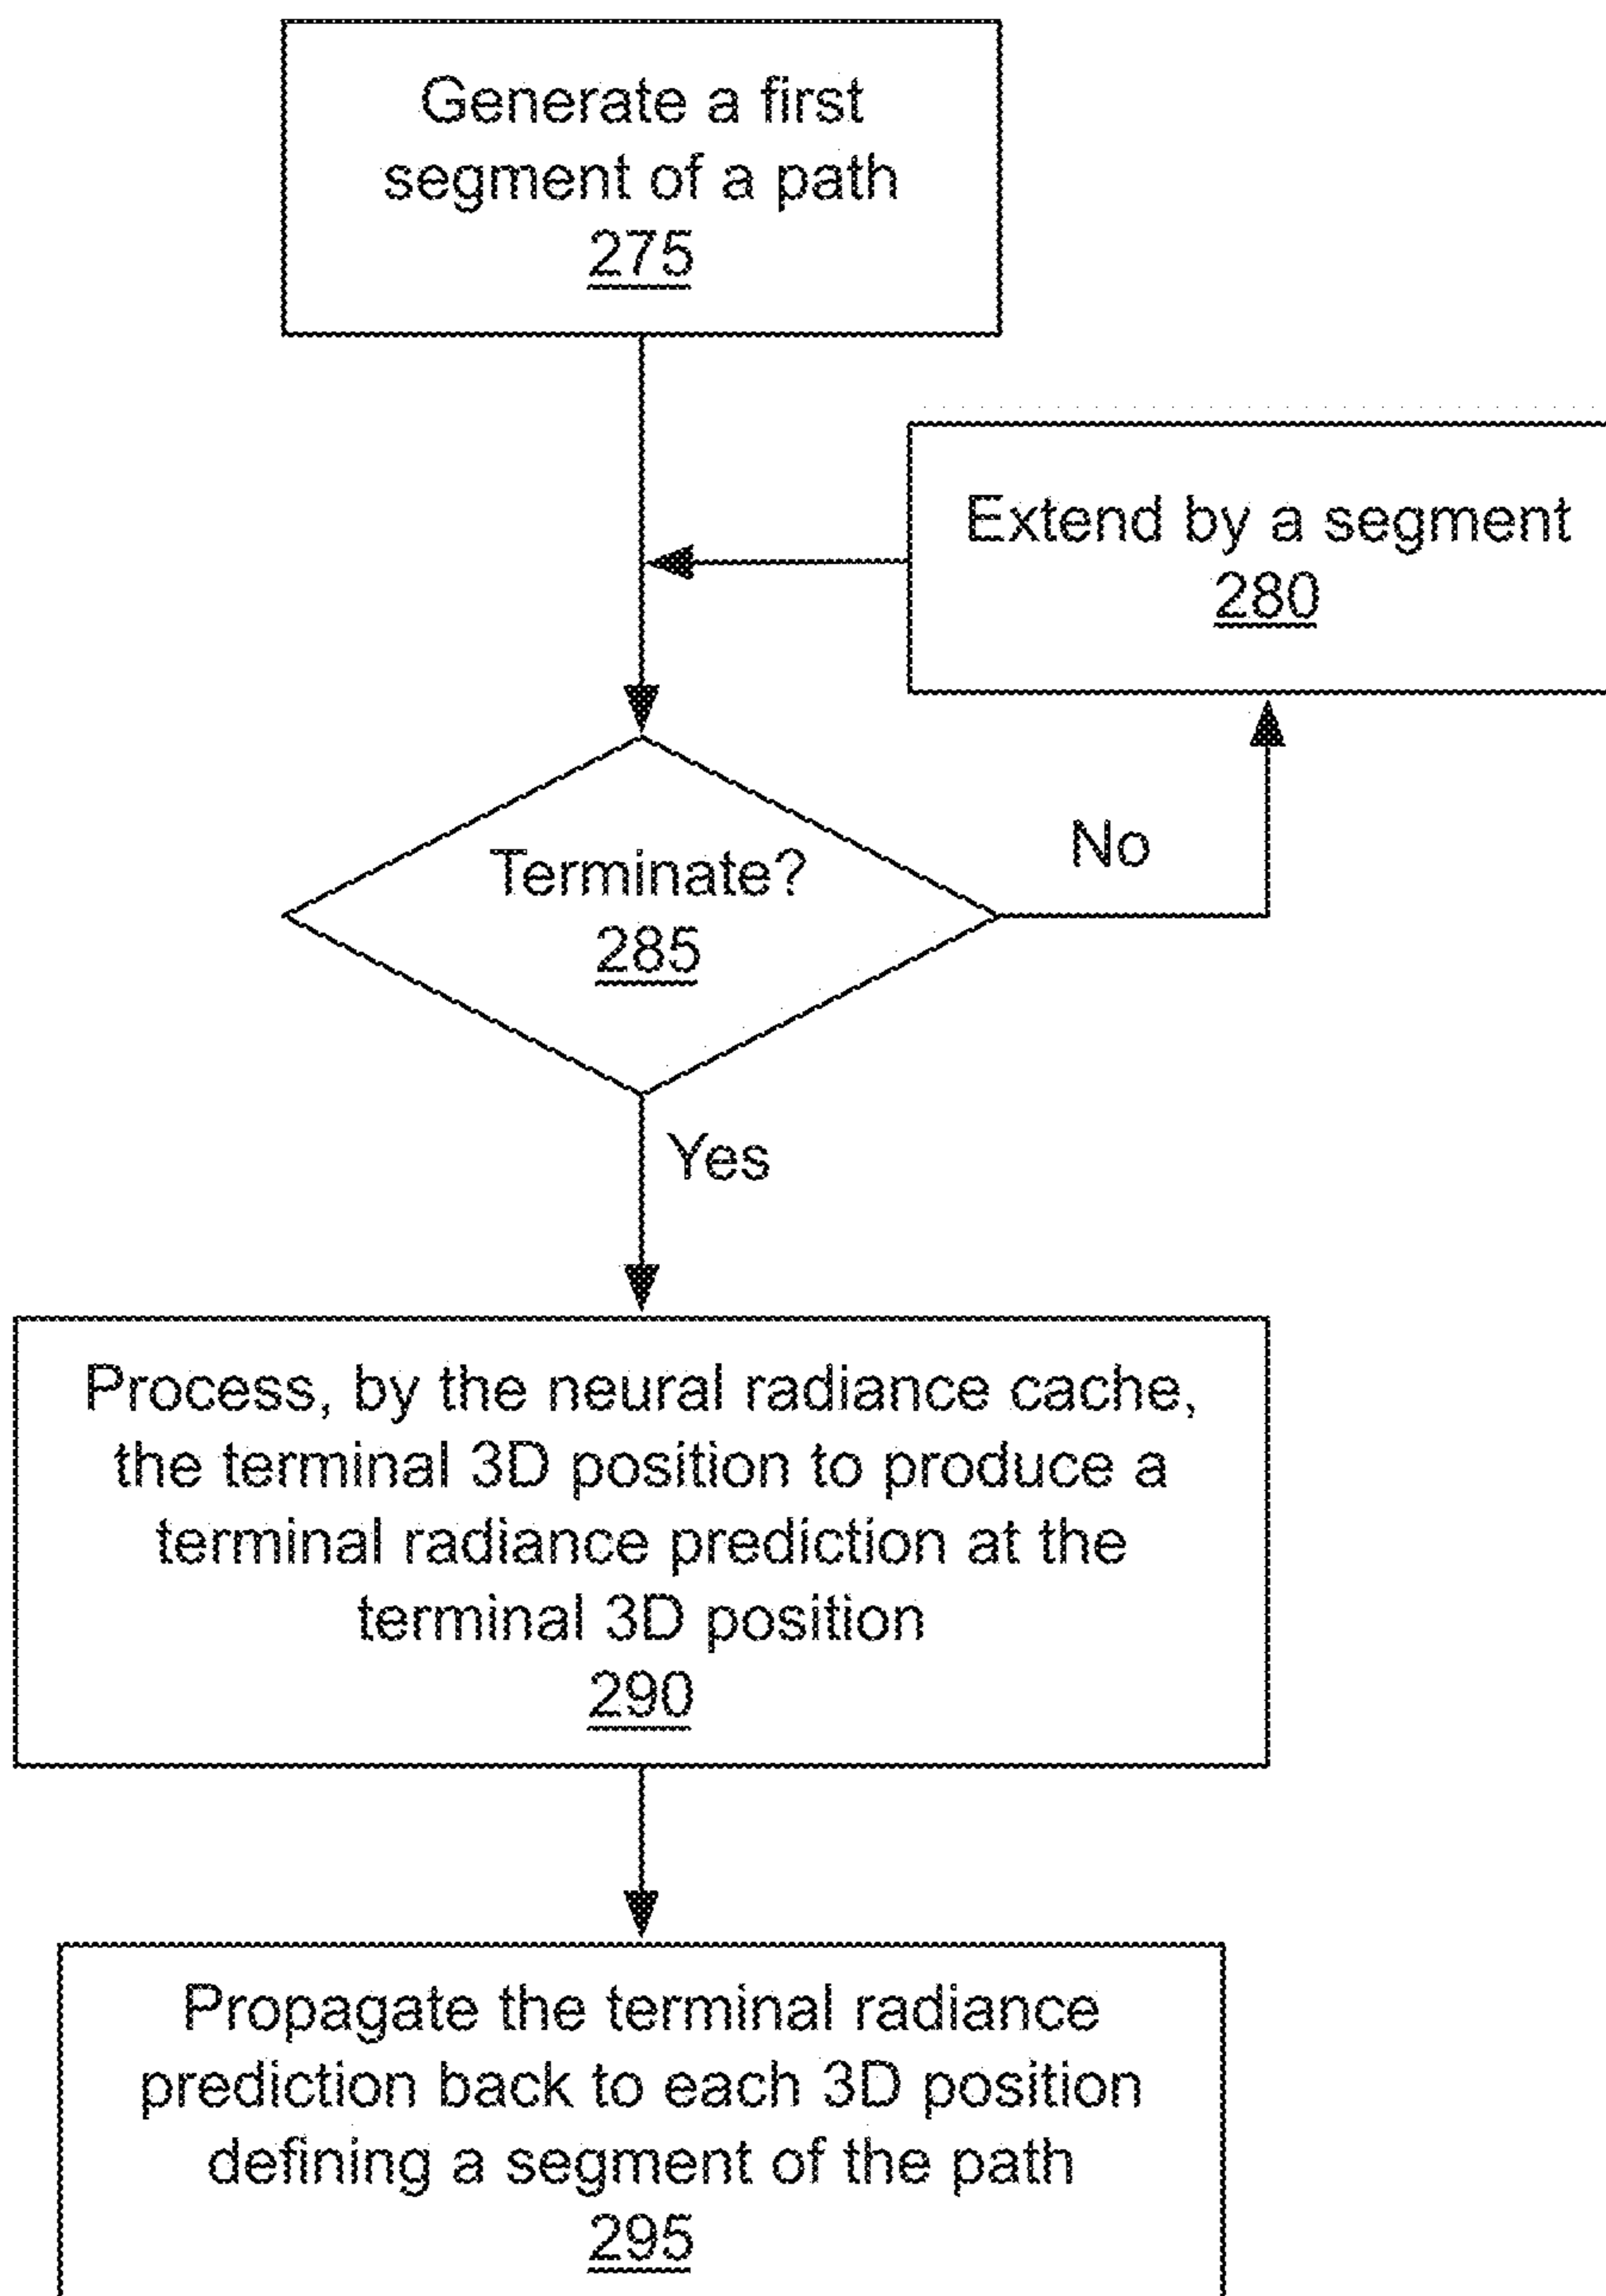 Generate a first
segment of a path
275
Extend by a segment
280
Terminate?
285
No
Yes
Process, by the neural radiance cache,
the terminal 3D position to produce a
terminal radiance prediction at the
terminal 3D position
290
Propagate the terminal radiance
prediction back to each 3D position
defining a segment of the path
295